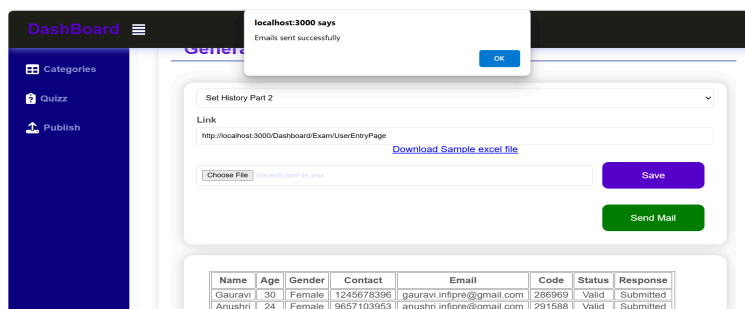 DashBoard
localhost:3000 says
Emails sent successfully
OK
Categories
Quizz
Publish
Set History Part 2
Link
http://localhost:3000/Dashboard/Exam/UserEntryPage
Download Sample excel file
Choose File RecentUserFile.xlsx
Save
Send Mail
Name Age Gender Contact Email Code Status Response
Gauravi 30 Female 1245678396 gauravi.infipre@gmail.com 286969 Valid Submitted
Anushri 24 Female 9657103953 anushri.infipre@gmail.com 291588 Valid Submitted